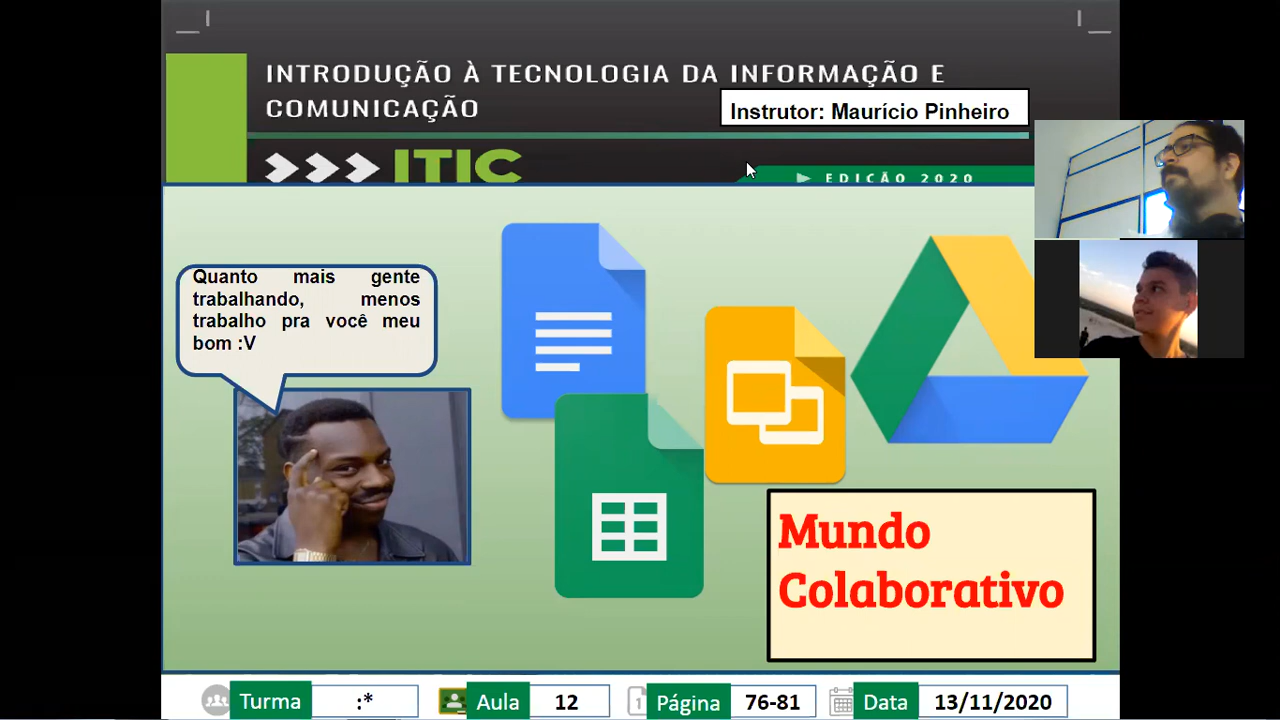 INTRODUÇÃO À TECNOLOGIA DA INFORMAÇÃO E
COMUNICAÇÃO
Instrutor: Maurício Pinheiro
ITIC
EDIÇÃO 2020
Quanto mais gente
trabalhando, menos
trabalho pra você meu
bom :V
Mundo
Colaborativo
Turma :* Aula 12 Página 76-81 Data 13/11/2020